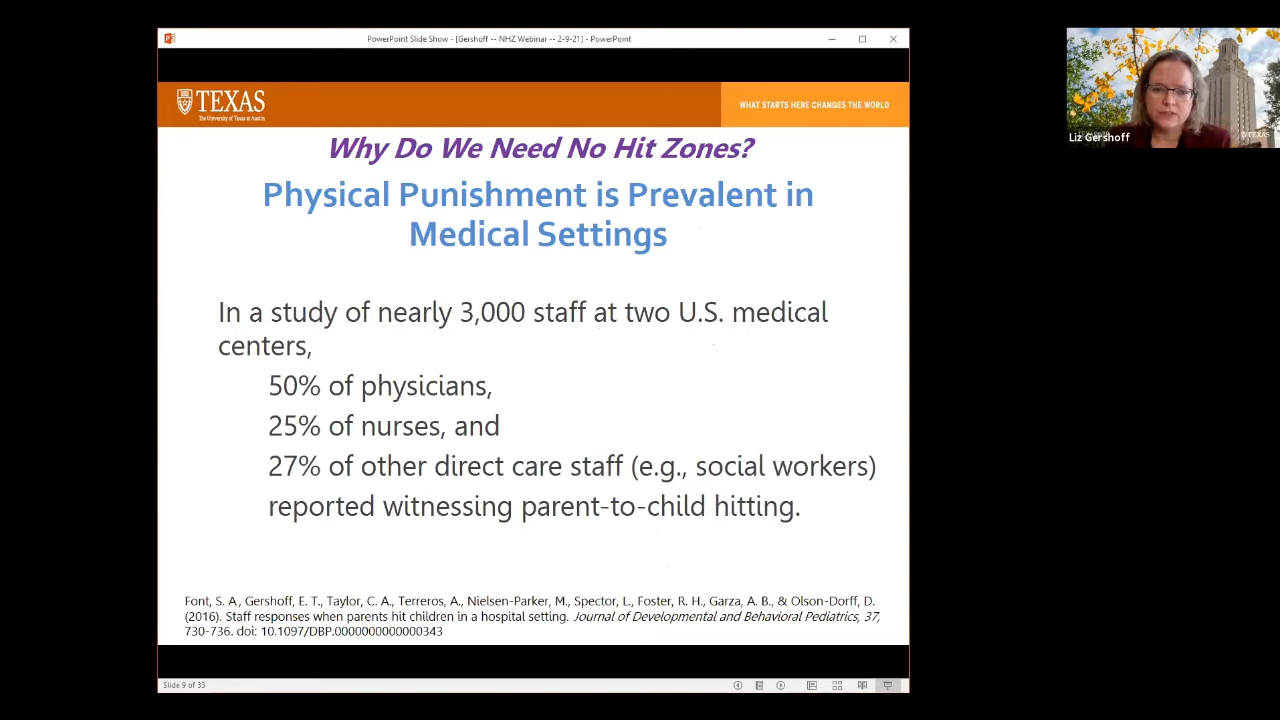 PowerPoint Slide Show - [Gershoff -- NHZ Webinar -- 2-9-21] - PowerPoint
TEXAS
The University of Texas at Austin
WHAT STARTS HERE CHANGES THE WORLD
Why Do We Need No Hit Zones?
Physical Punishment is Prevalent in
Medical Settings
In a study of nearly 3,000 staff at two U.S. medical
centers,
50% of physicians,
25% of nurses, and
27% of other direct care staff (e.g., social workers)
reported witnessing parent-to-child hitting.
Font, S. A., Gershoff, E. T., Taylor, C. A., Terreros, A., Nielsen-Parker, M., Spector, L., Foster, R. H., Garza, A. B., & Olson-Dorff, D.
(2016). Staff responses when parents hit children in a hospital setting. Journal of Developmental and Behavioral Pediatrics, 37,
730-736. doi: 10.1097/DBP.0000000000000343
Slide 9 of 33
Liz Gershoff
TEXAS